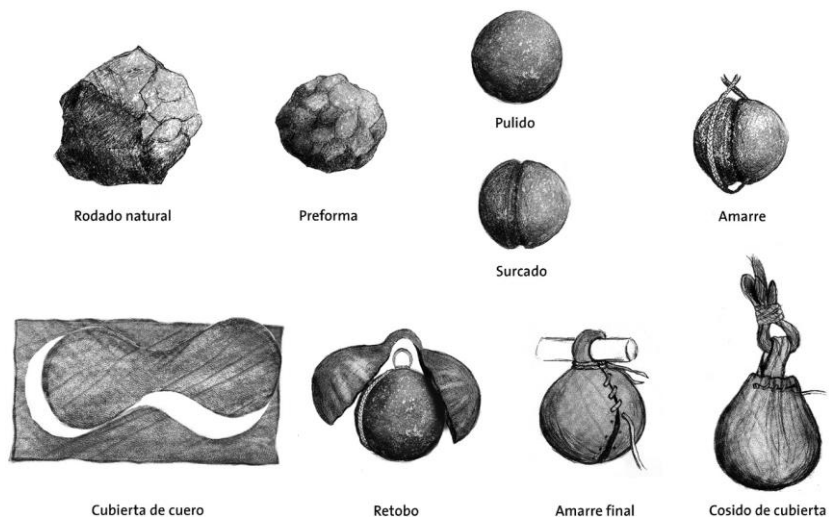 Pulido
Rodado natural
Preforma
Amarre
Surcado
Cubierta de cuero
Retobo
Amarre final
Cosido de cubierta